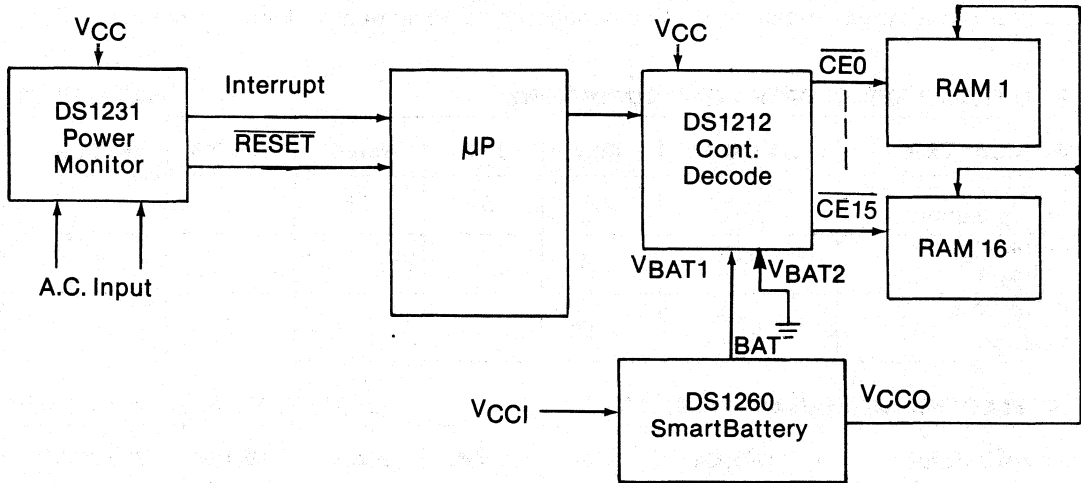 VCC
DS1231
Power
Monitor
A.C. Input
Interrupt
RESET
μP
VCC
DS1212
Cont.
Decode
CE0
CE15
RAM 1
RAM 16
VBAT1
VBAT2
BAT
VCCI
DS1260
SmartBattery
VCCO